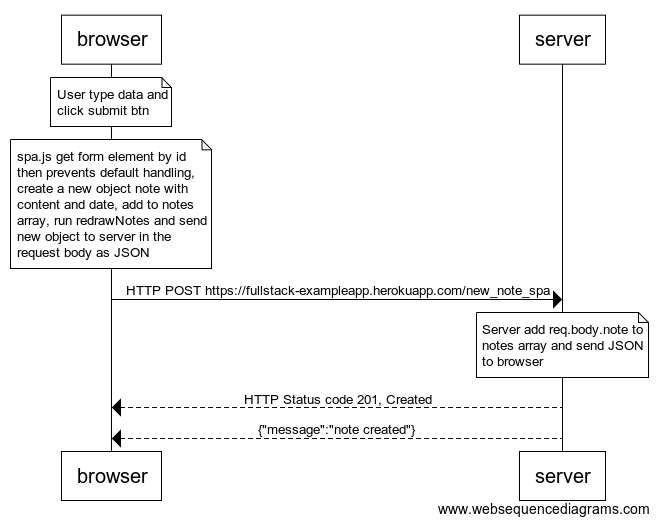 browser
server
User type data and
click submit btn
spa.js get form element by id
then prevents default handling,
create a new object note with
content and date, add to notes
array, run redrawNotes and send
new object to server in the
request body as JSON
HTTP POST https://fullstack-exampleapp.herokuapp.com/new_note_spa
Server add req.body.note to
notes array and send JSON
to browser
HTTP Status code 201, Created
{"message":"note created"}
browser
server
www.websequencediagrams.com